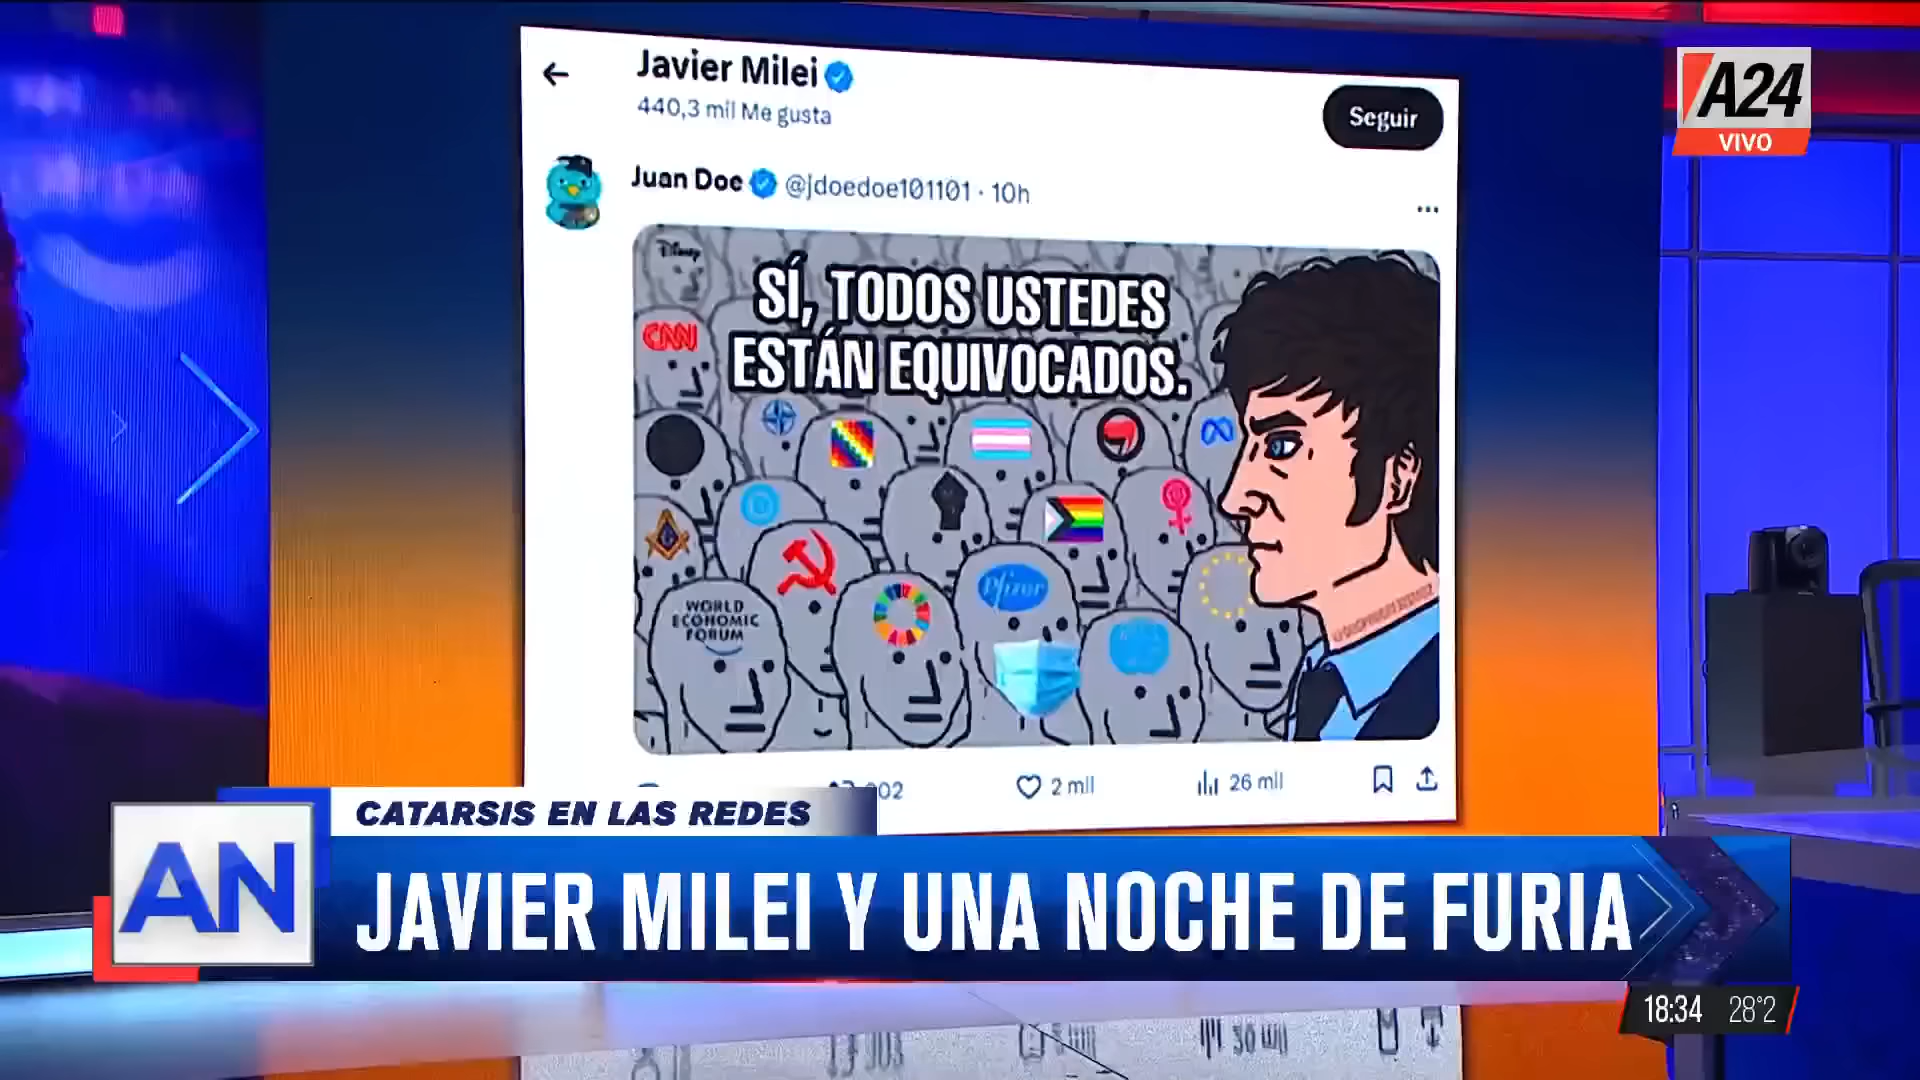 Javier Milei
440,3 mil Me gusta
Seguir
A24
VIVO
Juan Doe @jdoedoe101101 · 10h
Disney
SÍ, TODOS USTEDES
ESTÁN EQUIVOCADOS.
CNN
Pfizer
WORLD
ECONOMIC
FORUM
2 mil
26 mil
CATARSIS EN LAS REDES
AN
JAVIER MILEI Y UNA NOCHE DE FURIA
18:34 28°2